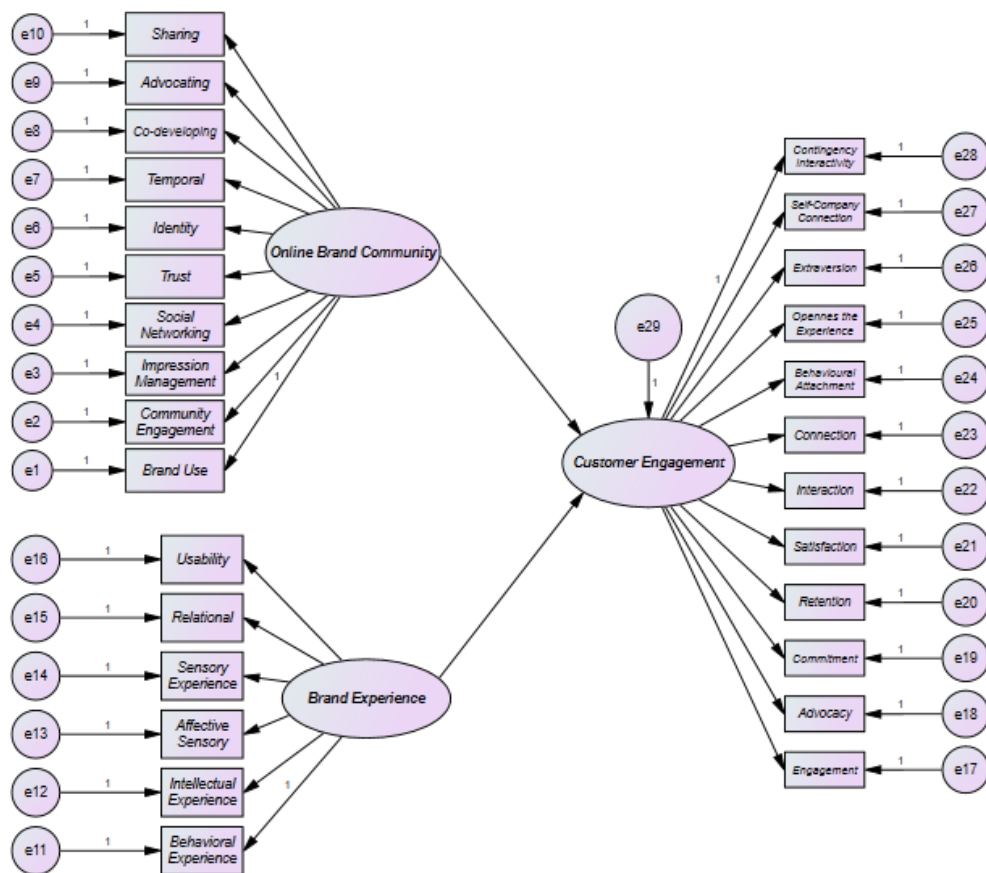 e10
1
Sharing
e9
1
Advocating
e8
1
Co-developing
e7
1
Temporal
e6
1
Identity
e5
1
Trust
e4
1
Social
Networking
e3
1
Impression
Management
e2
1
Community
Engagement
e1
1
Brand Use
1
Online Brand Community
e16
1
Usability
e15
1
Relational
e14
1
Sensory
Experience
e13
1
Affective
Sensory
e12
1
Intellectual
Experience
e11
1
Behavioral
Experience
1
Brand Experience
e29
1
Customer Engagement
1
Contingency
Interactivity
1
e28
Self-Company
Connection
1
e27
Extraversion
1
e26
Opennes the
Experience
1
e25
Behavioural
Attachment
1
e24
Connection
1
e23
Interaction
1
e22
Satisfaction
1
e21
Retention
1
e20
Commitment
1
e19
Advocacy
1
e18
Engagement
1
e17